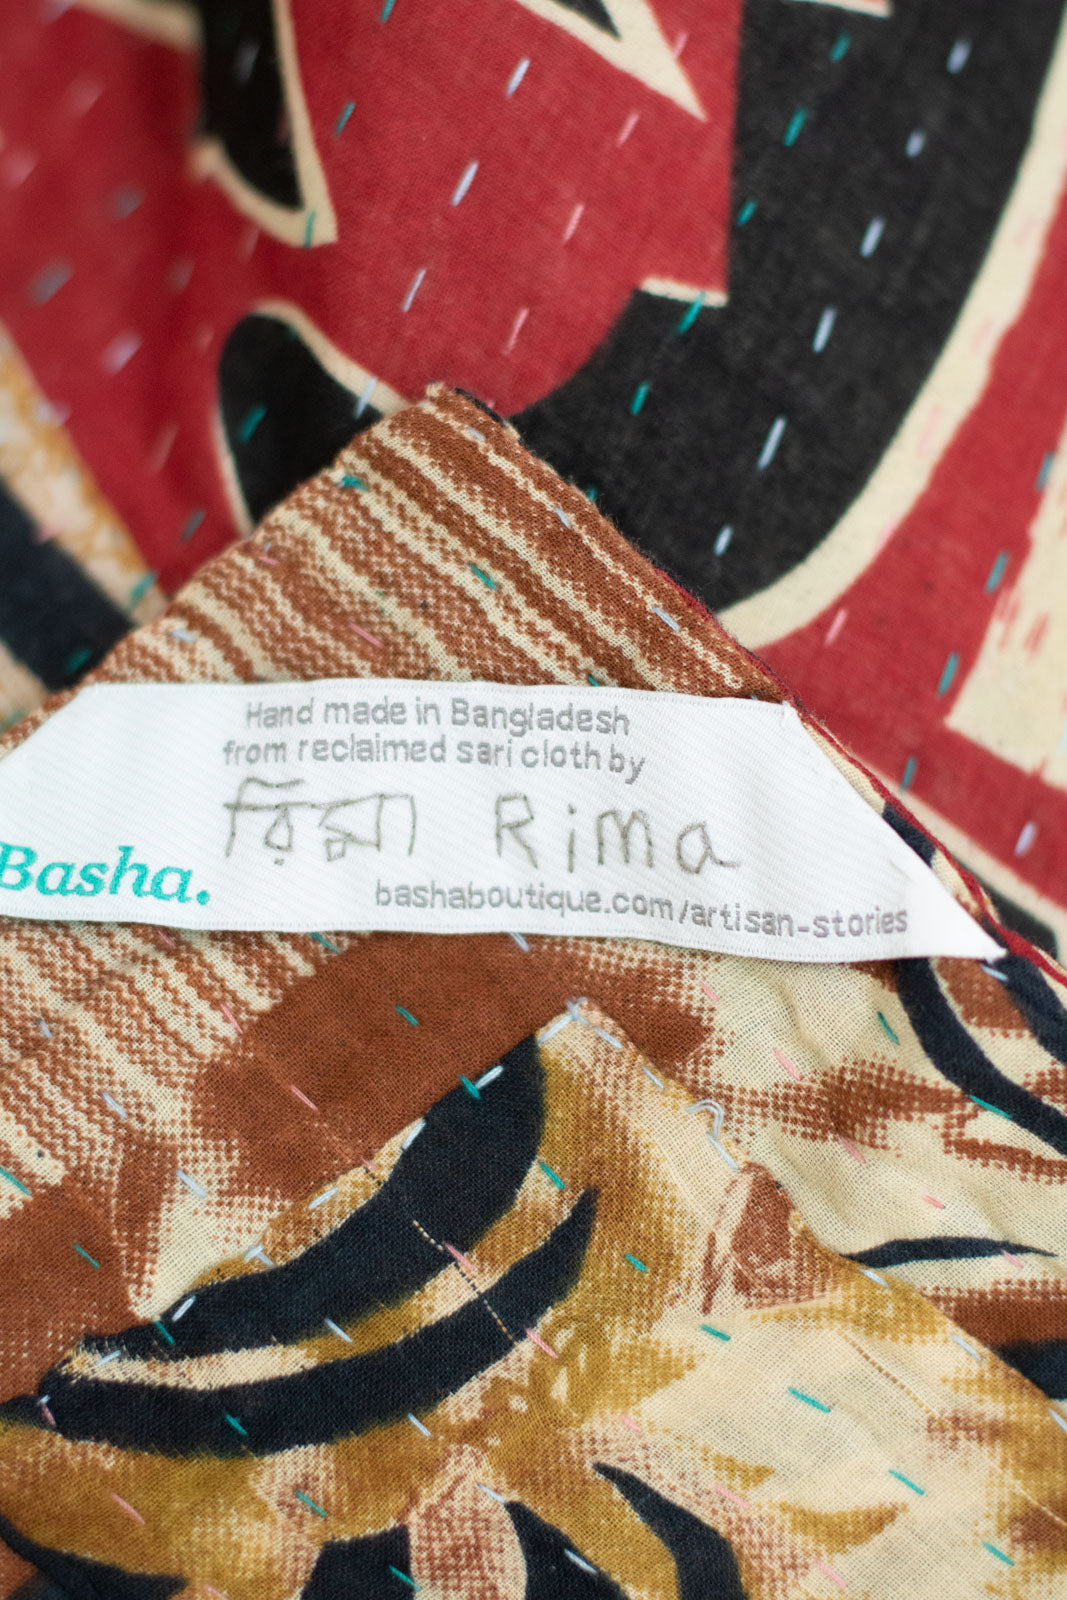 Hand made in Bangladesh
from reclaimed sari cloth by
রিমা Rima
Basha.
bashaboutique.com/artisan-stories